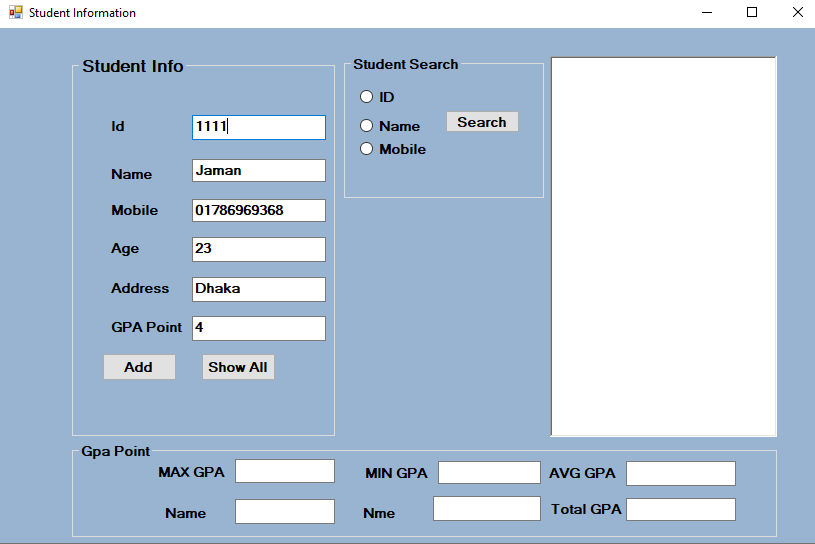 Student Information
Student Info
Id 1111
Name Jaman
Mobile 01786969368
Age 23
Address Dhaka
GPA Point 4
Add Show All
Student Search
ID
Name
Mobile
Search
Gpa Point
MAX GPA MIN GPA AVG GPA
Name Nme Total GPA